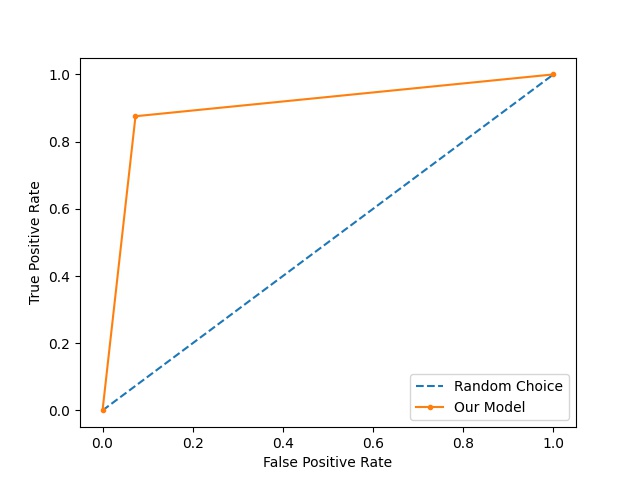 1.0
0.8
0.6
0.4
0.2
0.0
True Positive Rate
Random Choice
Our Model
0.0 0.2 0.4 0.6 0.8 1.0
False Positive Rate